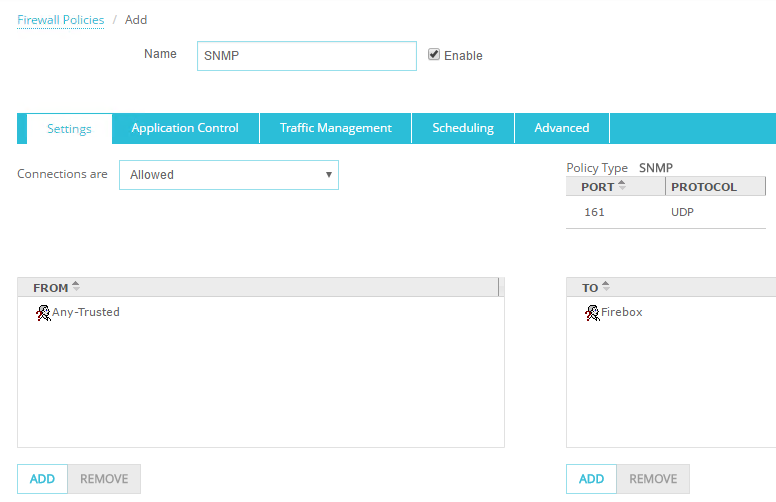 Firewall Policies / Add
Name SNMP Enable
Settings Application Control Traffic Management Scheduling Advanced
Connections are Allowed
Policy Type SNMP
PORT PROTOCOL
161 UDP
FROM
Any-Trusted
TO
Firebox
ADD REMOVE
ADD REMOVE